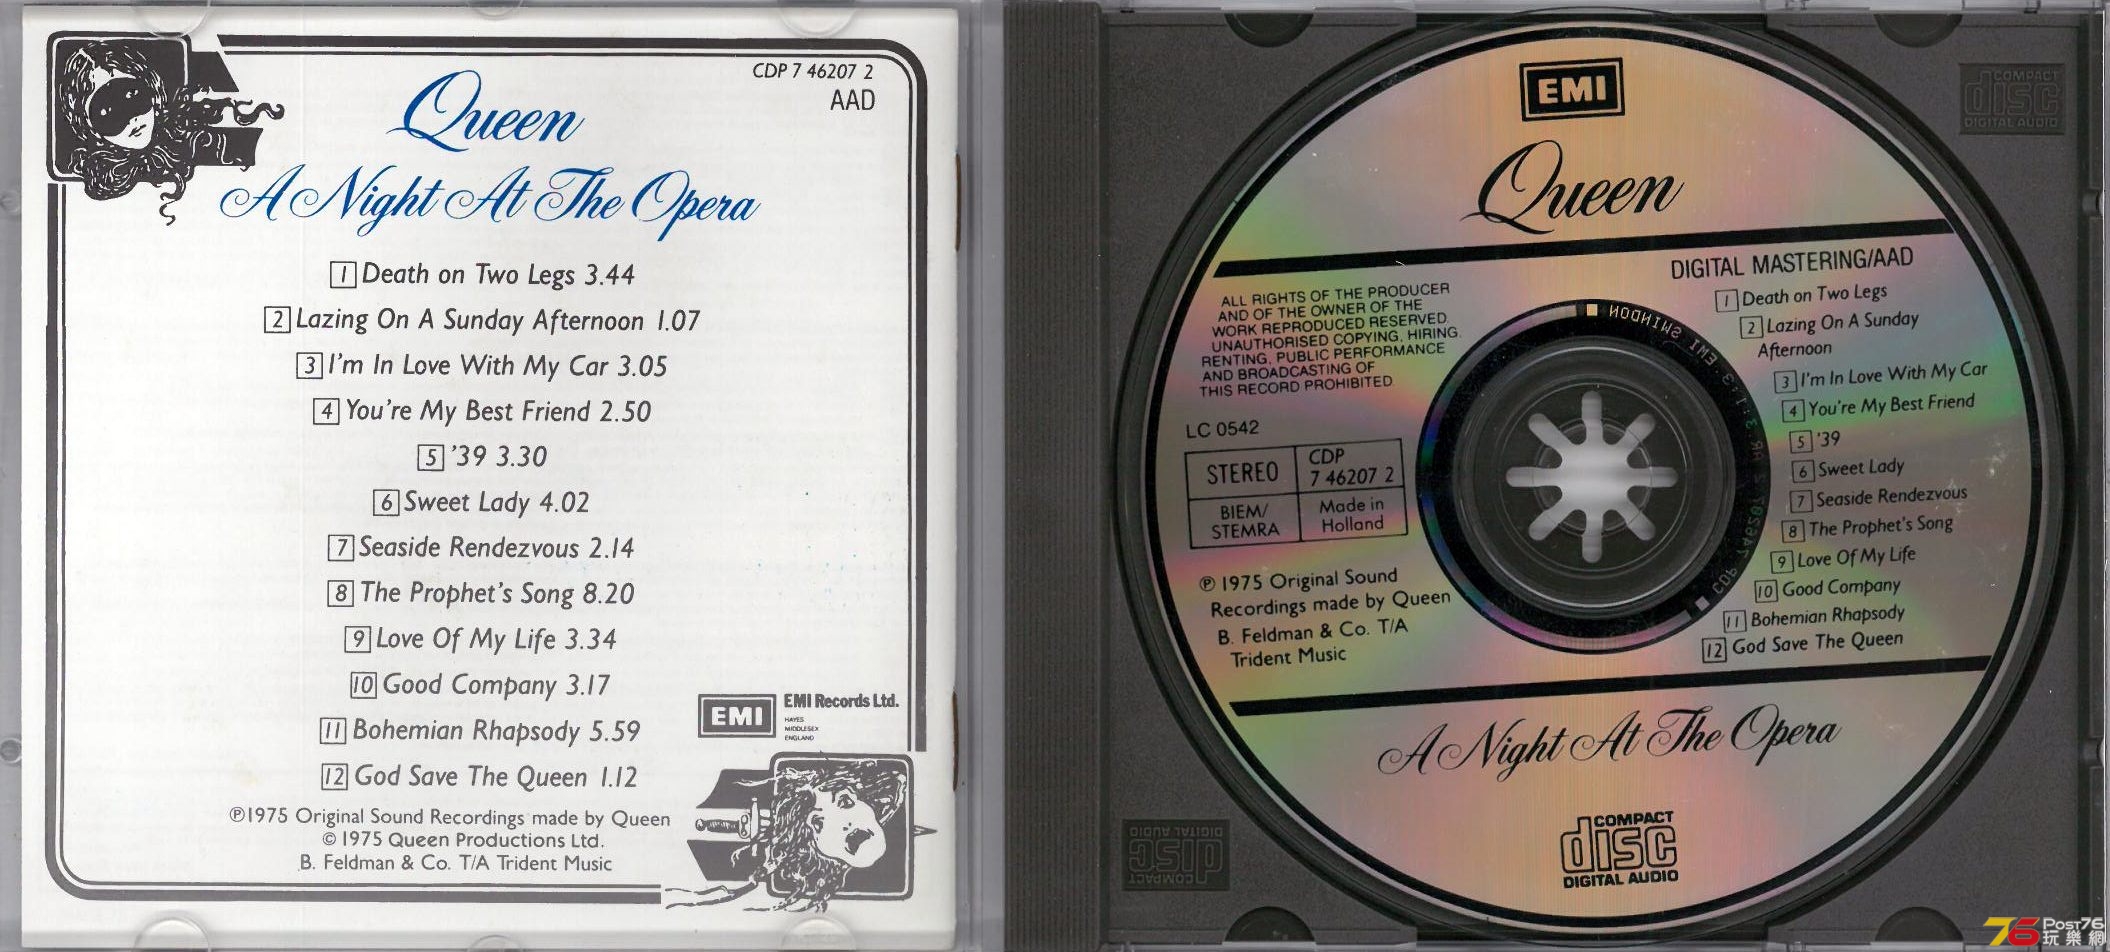 CDP 7 46207 2
AAD
Queen
A Night At The Opera
1 Death on Two Legs 3.44
2 Lazing On A Sunday Afternoon 1.07
3 I'm In Love With My Car 3.05
4 You're My Best Friend 2.50
5 '39 3.30
6 Sweet Lady 4.02
7 Seaside Rendezvous 2.14
8 The Prophet's Song 8.20
9 Love Of My Life 3.34
10 Good Company 3.17
11 Bohemian Rhapsody 5.59
12 God Save The Queen 1.12
EMI
EMI Records Ltd.
HAYES
MIDDLESEX
ENGLAND
℗1975 Original Sound Recordings made by Queen
© 1975 Queen Productions Ltd.
B. Feldman & Co. T/A Trident Music
EMI
Queen
DIGITAL MASTERING/AAD
ALL RIGHTS OF THE PRODUCER
AND OF THE OWNER OF THE
WORK REPRODUCED RESERVED.
UNAUTHORISED COPYING, HIRING,
RENTING, PUBLIC PERFORMANCE
AND BROADCASTING OF
THIS RECORD PROHIBITED
LC 0542
STEREO
CDP
7 46207 2
BIEM/
STEMRA
Made in
Holland
℗ 1975 Original Sound
Recordings made by Queen
B. Feldman & Co. T/A
Trident Music
1 Death on Two Legs
2 Lazing On A Sunday
Afternoon
3 I'm In Love With My Car
4 You're My Best Friend
5 '39
6 Sweet Lady
7 Seaside Rendezvous
8 The Prophet's Song
9 Love Of My Life
10 Good Company
11 Bohemian Rhapsody
12 God Save The Queen
EMI SWINDON
A Night At The Opera
COMPACT
disc
DIGITAL AUDIO
COMPACT
disc
DIGITAL AUDIO
COMPACT
disc
DIGITAL AUDIO
76 Post76
玩樂網